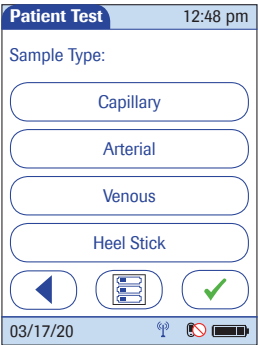 Patient Test 12:48 pm
Sample Type:
Capillary
Arterial
Venous
Heel Stick
03/17/20